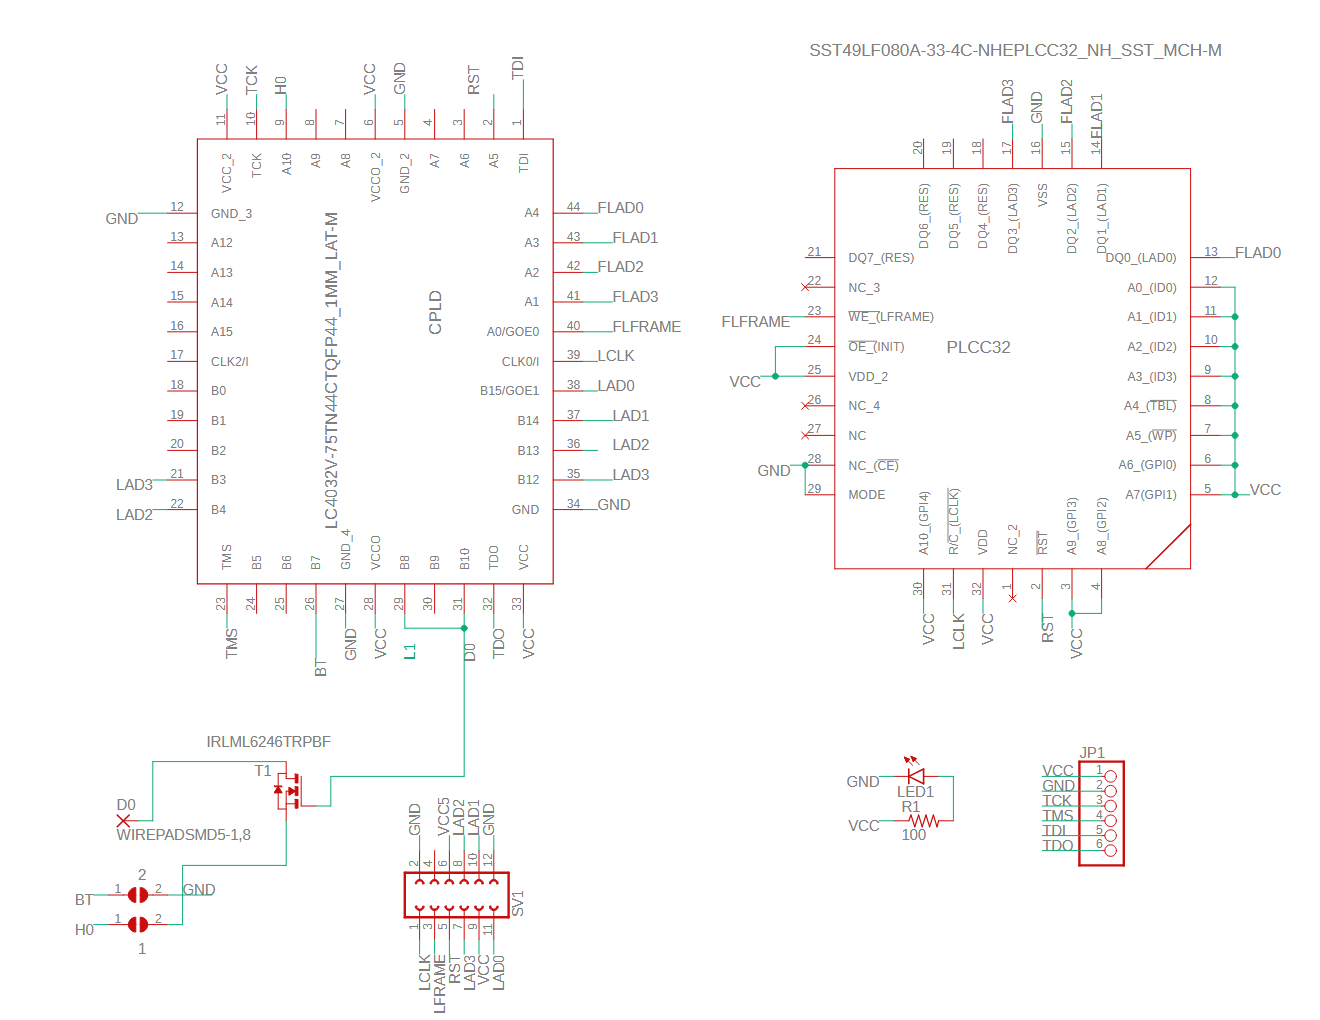 SST49LF080A-33-4C-NHEPLCC32_NH_SST_MCH-M
VCC
TCK
H0
VCC
GND
RST
TDI
11
10
9
8
7
6
5
4
3
2
1
VCC_2
TCK
A10
A9
A8
VCCO_2
GND_2
A7
A6
A5
TDI
GND
12
GND_3
13
A12
14
A13
15
A14
16
A15
17
CLK2/I
18
B0
19
B1
20
B2
LAD3
21
B3
LAD2
22
B4
LC4032V-75TN44CTQFP44_1MM_LAT-M
CPLD
A4
44
FLAD0
A3
43
FLAD1
A2
42
FLAD2
A1
41
FLAD3
A0/GOE0
40
FLFRAME
CLK0/I
39
LCLK
B15/GOE1
38
LAD0
B14
37
LAD1
B13
36
LAD2
B12
35
LAD3
GND
34
GND
TMS
B5
B6
B7
GND_4
VCCO
B8
B9
B10
TDO
VCC
23
24
25
26
27
28
29
30
31
32
33
TMS
BT
GND
VCC
L1
D0
TDO
VCC
FLAD3
GND
FLAD2
FLAD1
20
19
18
17
16
15
14
DQ6_(RES)
DQ5_(RES)
DQ4_(RES)
DQ3_(LAD3)
VSS
DQ2_(LAD2)
DQ1_(LAD1)
21
DQ7_(RES)
22
NC_3
FLFRAME
23
WE_(LFRAME)
24
OE_(INIT)
VCC
25
VDD_2
26
NC_4
27
NC
GND
28
NC_(CE)
29
MODE
PLCC32
DQ0_(LAD0)
13
FLAD0
A0_(ID0)
12
A1_(ID1)
11
A2_(ID2)
10
A3_(ID3)
9
A4_(TBL)
8
A5_(WP)
7
A6_(GPI0)
6
A7(GPI1)
5
VCC
A10_(GPI4)
R/C_(LCLK)
VDD
NC_2
RST
A9_(GPI3)
A8_(GPI2)
30
31
32
1
2
3
4
VCC
LCLK
VCC
RST
VCC
IRLML6246TRPBF
T1
D0
WIREPADSMD5-1,8
2
BT
1
2
GND
H0
1
2
1
GND
VCC5
LAD2
LAD1
GND
2
4
6
8
10
12
SV1
1
3
5
7
9
11
LCLK
LFRAME
RST
LAD3
VCC
LAD0
GND
LED1
R1
VCC
100
JP1
VCC
1
GND
2
TCK
3
TMS
4
TDI
5
TDO
6